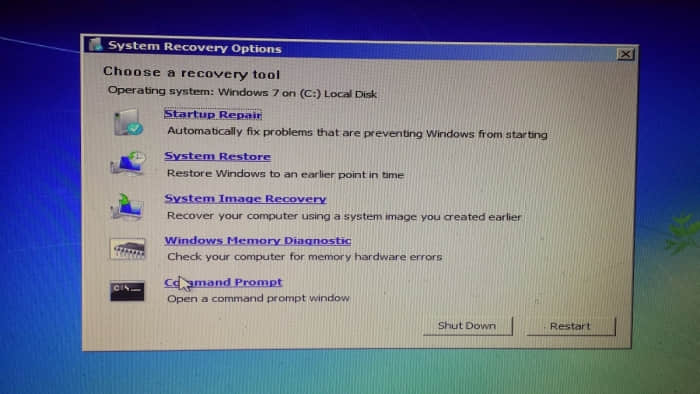 System Recovery Options
Choose a recovery tool
Operating system: Windows 7 on (C:) Local Disk
Startup Repair
Automatically fix problems that are preventing Windows from starting
System Restore
Restore Windows to an earlier point in time
System Image Recovery
Recover your computer using a system image you created earlier
Windows Memory Diagnostic
Check your computer for memory hardware errors
Command Prompt
Open a command prompt window
Shut Down
Restart